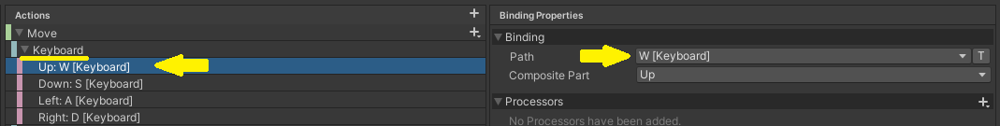 Actions
Move
Keyboard
Up: W [Keyboard]
Down: S [Keyboard]
Left: A [Keyboard]
Right: D [Keyboard]
Binding Properties
Binding
Path W [Keyboard] T
Composite Part Up
Processors
No Processors have been added.